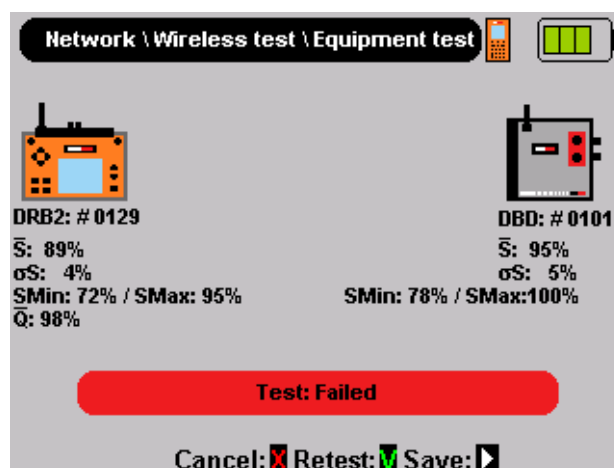 Network \ Wireless test \ Equipment test
DRB2: # 0129
DBD: # 0101
S̅: 89%
S̅: 95%
σS: 4%
σS: 5%
SMin: 72% / SMax: 95%
SMin: 78% / SMax:100%
Q̅: 98%
Test: Failed
Cancel: X Retest: V Save: